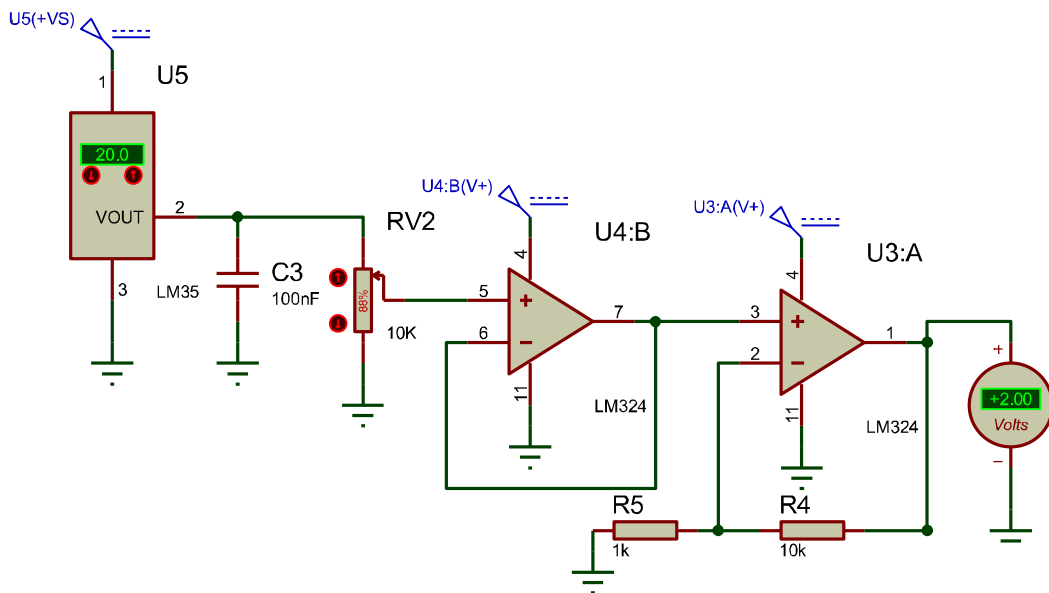 U5(+VS)
1
U5
20.0
VOUT
2
3
LM35
C3
100nF
RV2
88%
10K
U4:B(V+)
4
U4:B
5
+
6
−
7
11
LM324
U3:A(V+)
4
U3:A
3
+
2
−
1
11
LM324
+
+2.00
Volts
−
R5
1k
R4
10k